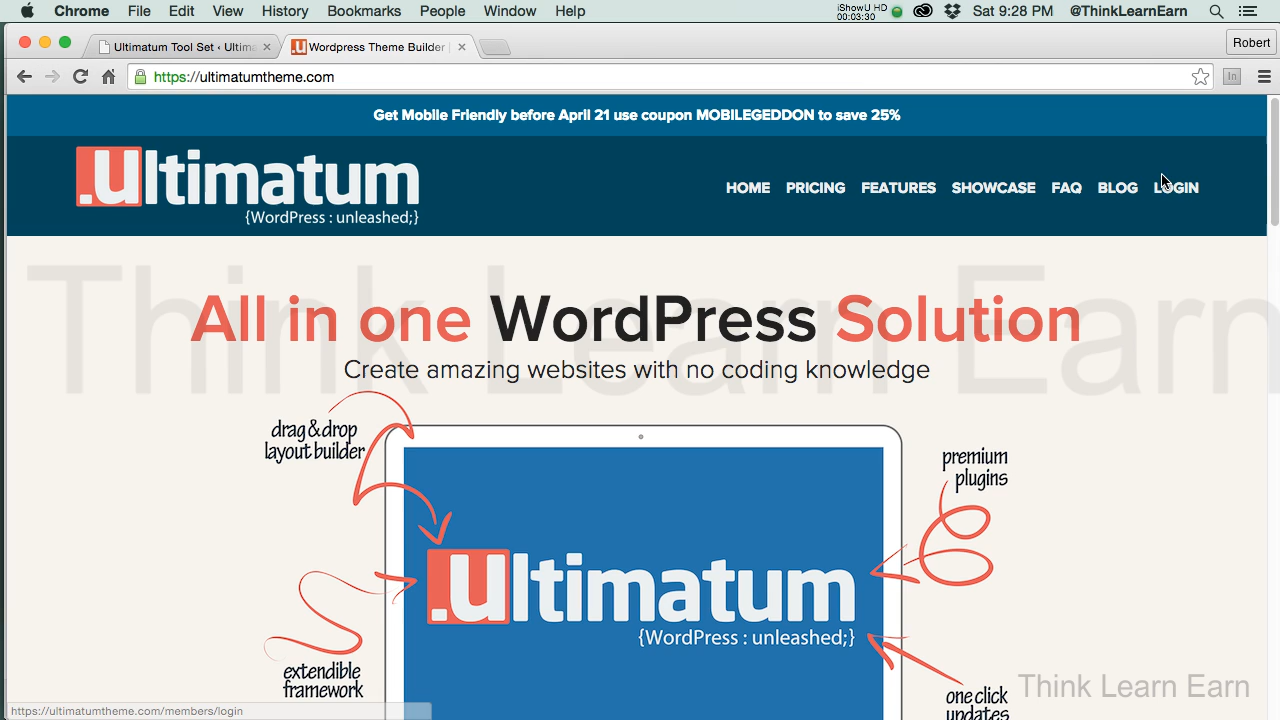 Chrome File Edit View History Bookmarks People Window Help iShowU HD 00:03:30 Sat 9:28 PM @ThinkLearnEarn
Ultimatum Tool Set ‹ Ultima
Wordpress Theme Builder
Robert
https://ultimatumtheme.com
In
Get Mobile Friendly before April 21 use coupon MOBILEGEDDON to save 25%
.ultimatum
{WordPress : unleashed;}
HOME PRICING FEATURES SHOWCASE FAQ BLOG LOGIN
Think Learn Earn
All in one WordPress Solution
Create amazing websites with no coding knowledge
drag & drop
layout builder
premium
plugins
.ultimatum
{WordPress : unleashed;}
extendible
framework
one click
updates
Think Learn Earn
https://ultimatumtheme.com/members/login